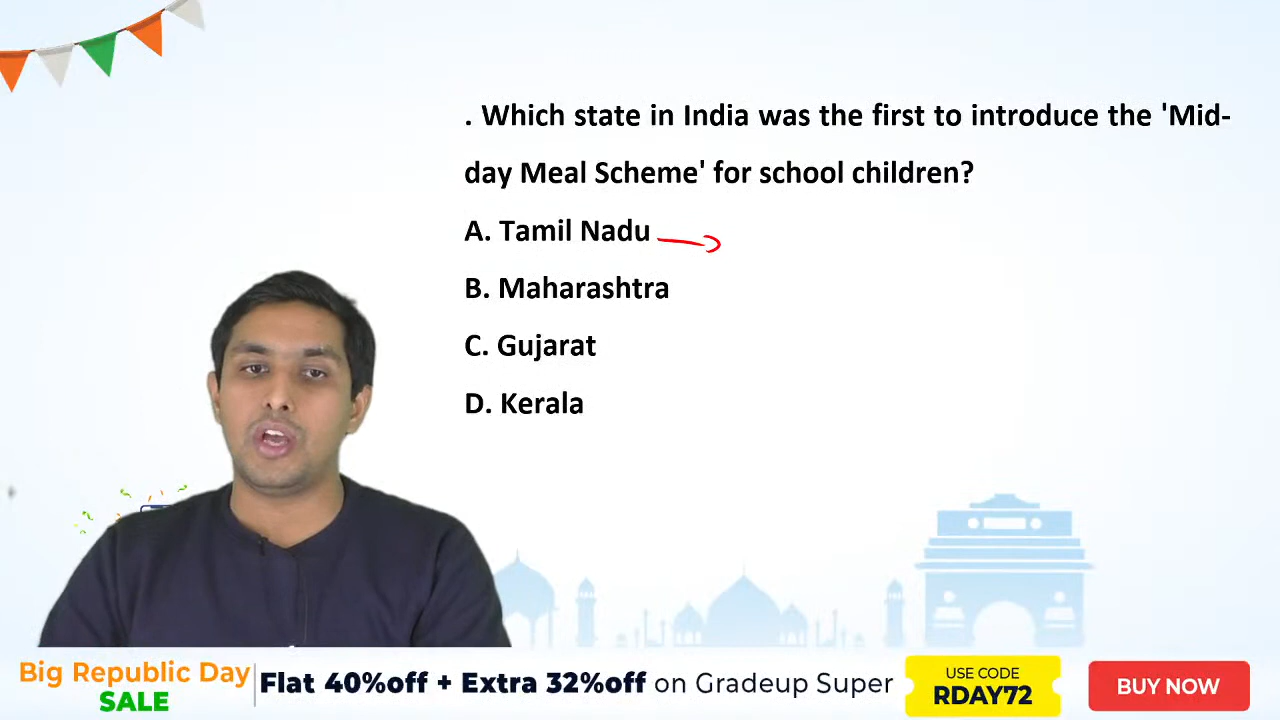 . Which state in India was the first to introduce the 'Mid-
day Meal Scheme' for school children?
A. Tamil Nadu
B. Maharashtra
C. Gujarat
D. Kerala
Big Republic Day
SALE
Flat 40%off + Extra 32%off on Gradeup Super
USE CODE
RDAY72
BUY NOW